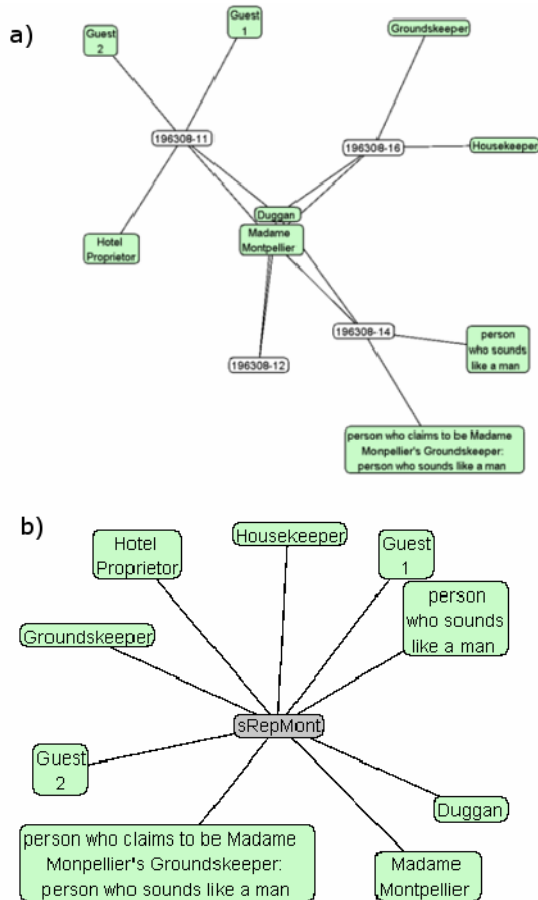 a)
Guest
2
Guest
1
Groundskeeper
196308-11
196308-16
Housekeeper
Duggan
Madame
Montpellier
Hotel
Proprietor
196308-14
person
who sounds
like a man
196308-12
person who claims to be Madame
Monpellier's Groundskeeper:
person who sounds like a man
b)
Hotel
Proprietor
Housekeeper
Guest
1
person
who sounds
like a man
Groundskeeper
sRepMont
Guest
2
Duggan
person who claims to be Madame
Monpellier's Groundskeeper:
person who sounds like a man
Madame
Montpellier